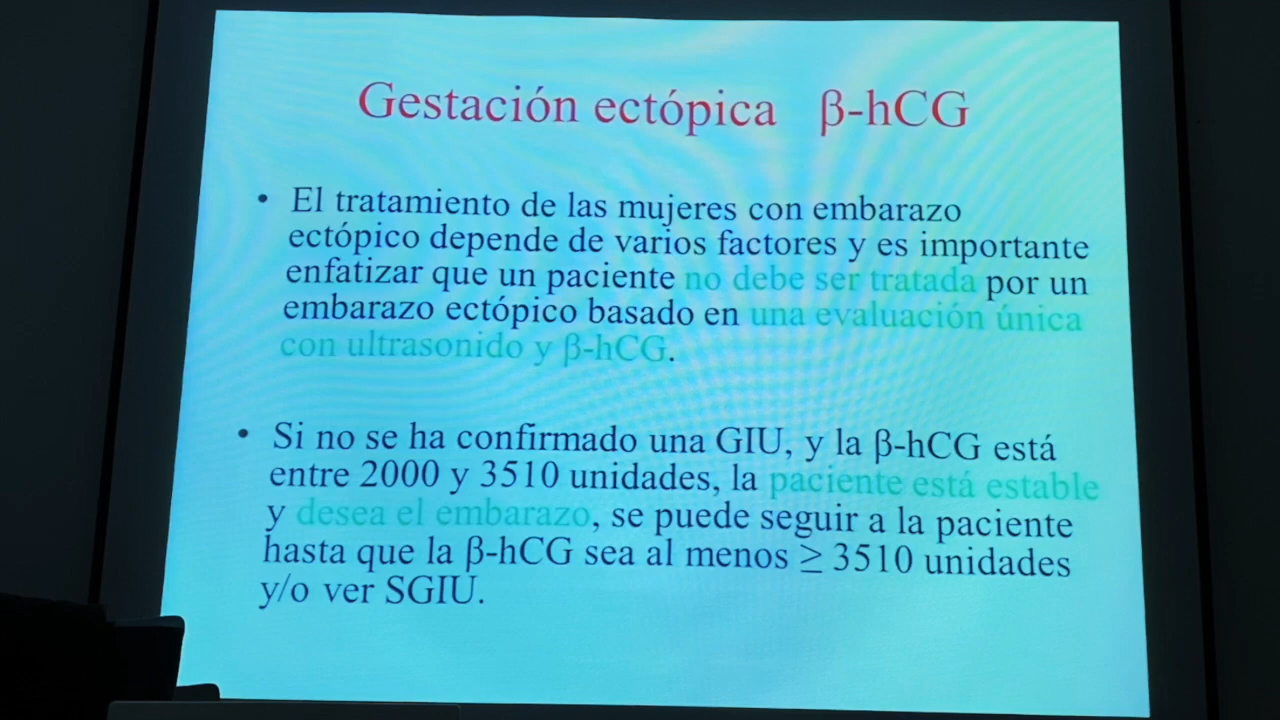 Gestación ectópica β-hCG
• El tratamiento de las mujeres con embarazo
ectópico depende de varios factores y es importante
enfatizar que un paciente no debe ser tratada por un
embarazo ectópico basado en una evaluación única
con ultrasonido y β-hCG.
• Si no se ha confirmado una GIU, y la β-hCG está
entre 2000 y 3510 unidades, la paciente está estable
y desea el embarazo, se puede seguir a la paciente
hasta que la β-hCG sea al menos ≥ 3510 unidades
y/o ver SGIU.